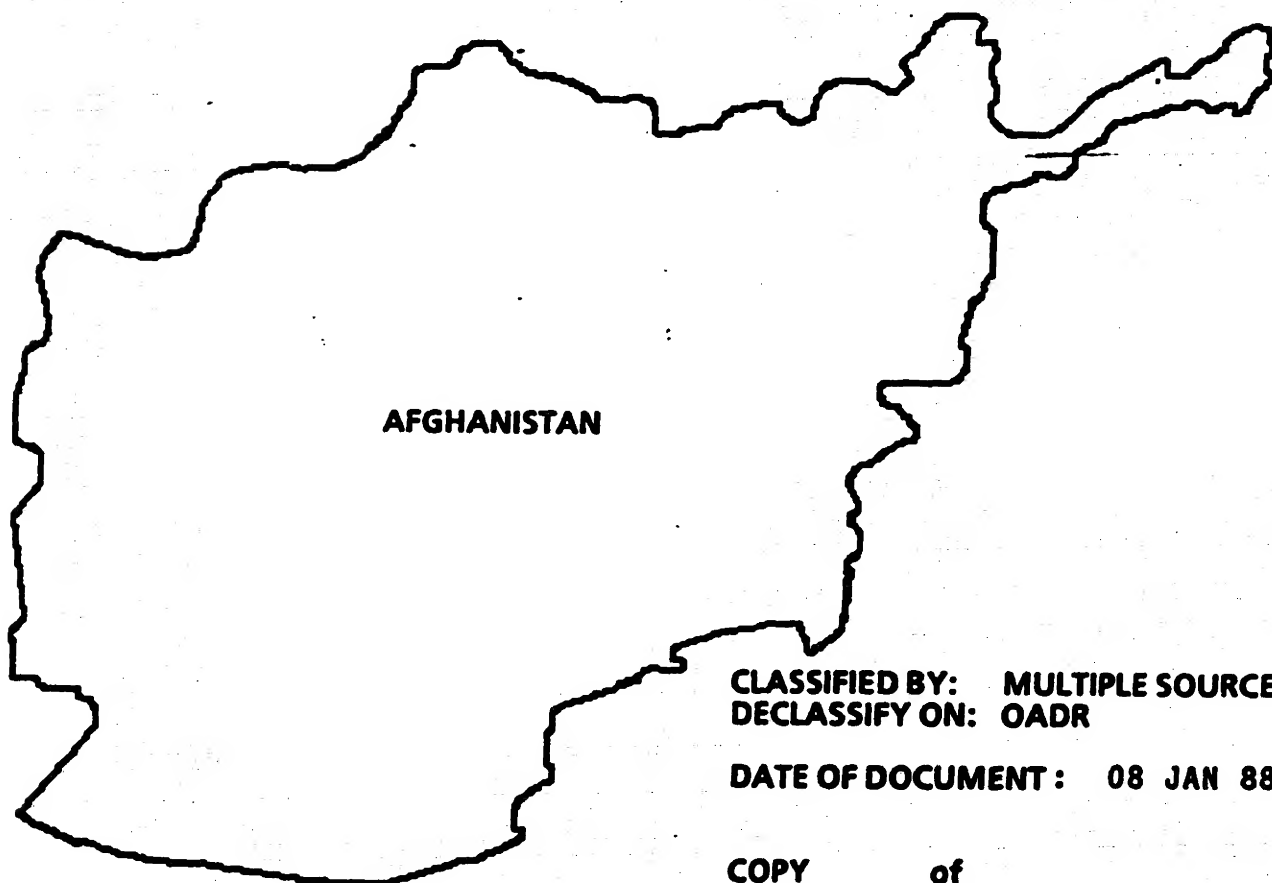 AFGHANISTAN
CLASSIFIED BY: MULTIPLE SOURCE
DECLASSIFY ON: OADR
DATE OF DOCUMENT : 08 JAN 88
COPY of